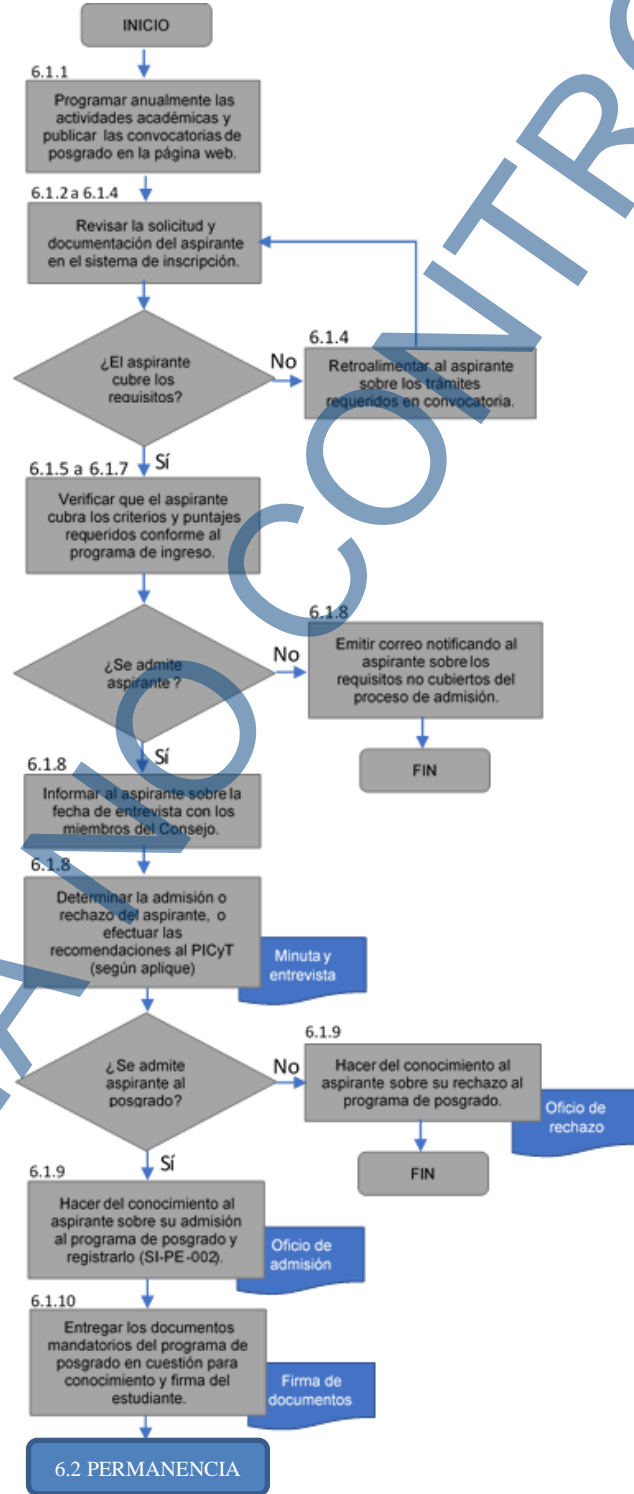 INICIO
6.1.1
Programar anualmente las
actividades académicas y
publicar las convocatorias de
posgrado en la página web.
6.1.2 a 6.1.4
Revisar la solicitud y
documentación del aspirante
en el sistema de inscripción.
¿El aspirante
cubre los
requisitos?
No
6.1.4
Retroalimentar al aspirante
sobre los trámites
requeridos en convocatoria.
Sí
6.1.5 a 6.1.7
Verificar que el aspirante
cubra los criterios y puntajes
requeridos conforme al
programa de ingreso.
¿Se admite
aspirante ?
No
6.1.8
Emitir correo notificando al
aspirante sobre los
requisitos no cubiertos del
proceso de admisión.
FIN
Sí
6.1.8
Informar al aspirante sobre la
fecha de entrevista con los
miembros del Consejo.
6.1.8
Determinar la admisión o
rechazo del aspirante, o
efectuar las
recomendaciones al PICyT
(según aplique)
Minuta y
entrevista
¿Se admite
aspirante al
posgrado?
No
6.1.9
Hacer del conocimiento al
aspirante sobre su rechazo al
programa de posgrado.
Oficio de
rechazo
FIN
Sí
6.1.9
Hacer del conocimiento al
aspirante sobre su admisión
al programa de posgrado y
registrarlo (SI-PE-002).
Oficio de
admisión
6.1.10
Entregar los documentos
mandatorios del programa de
posgrado en cuestión para
conocimiento y firma del
estudiante.
Firma de
documentos
6.2 PERMANENCIA
NO CONTR